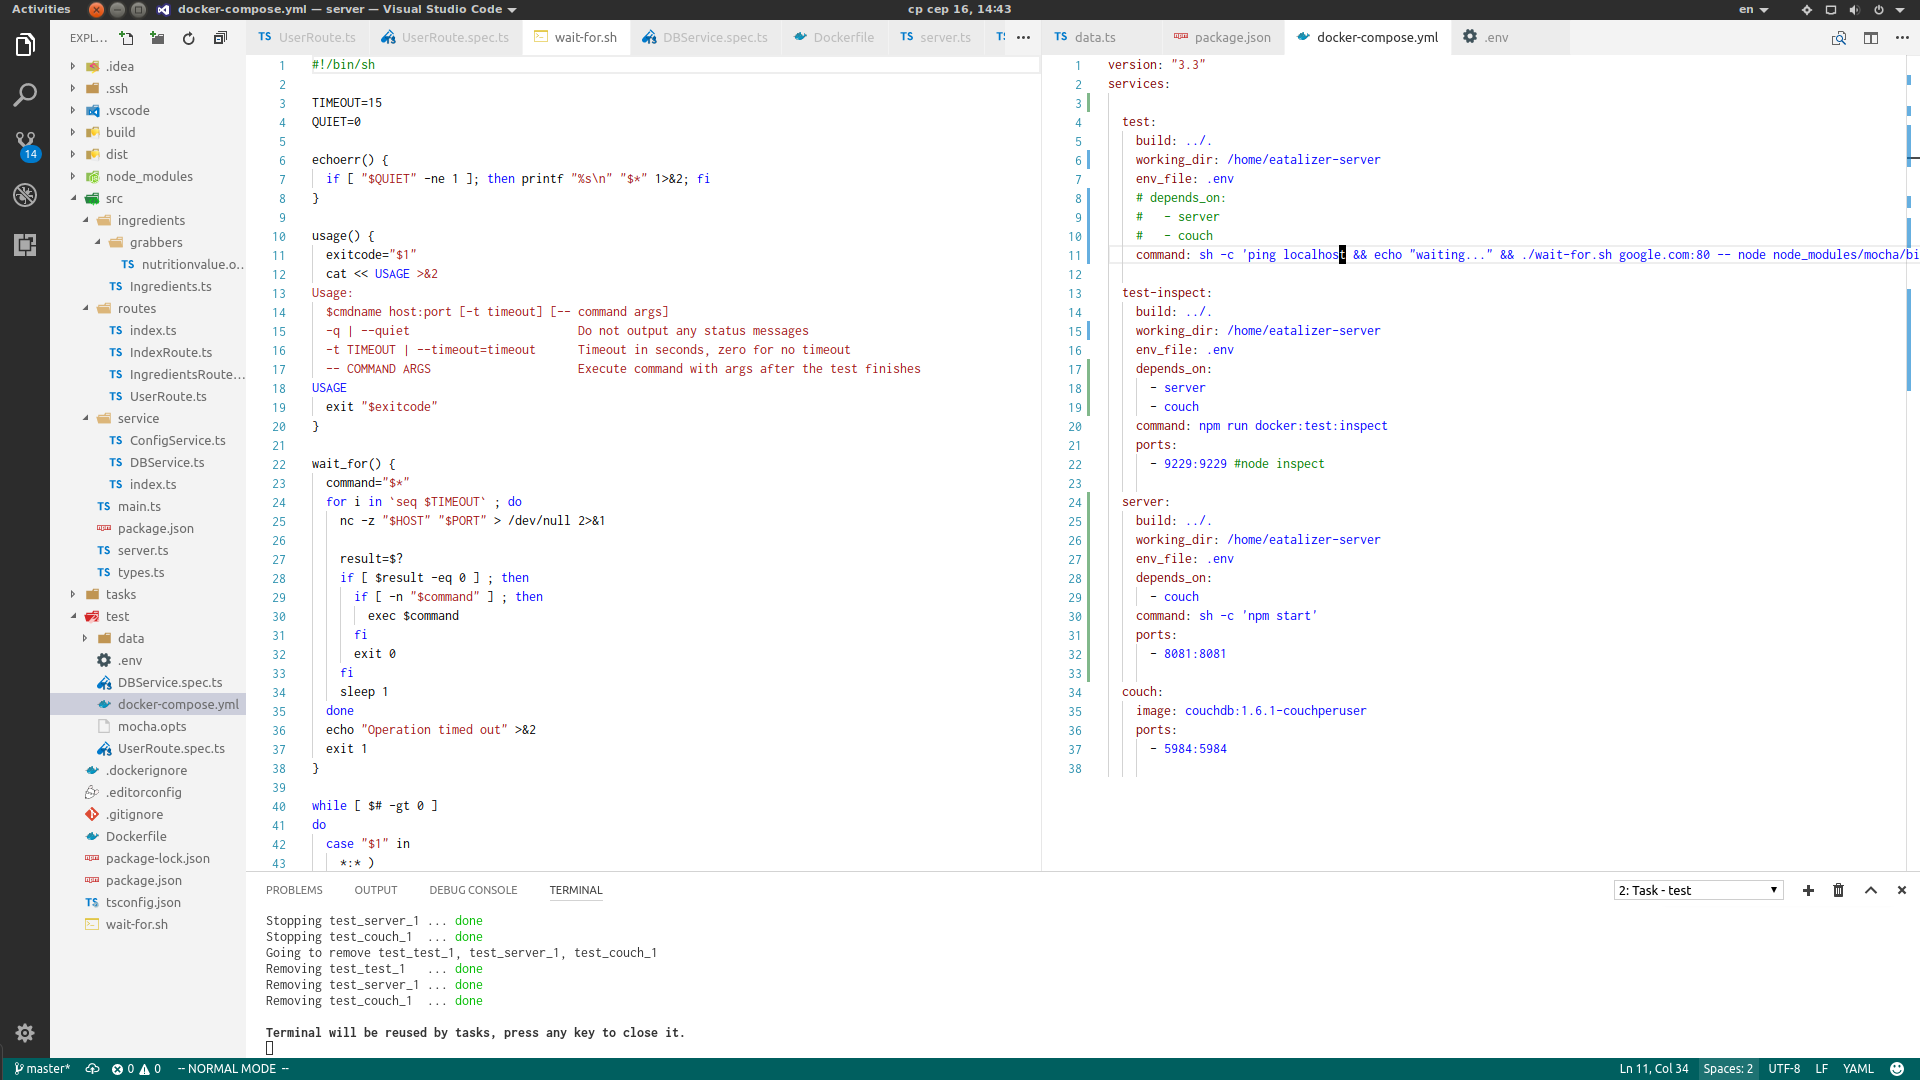 Activities
docker-compose.yml — server — Visual Studio Code
ср сер 16, 14:43
en
EXPL...
.idea
.ssh
.vscode
build
dist
node_modules
src
ingredients
grabbers
nutritionvalue.o...
Ingredients.ts
routes
index.ts
IndexRoute.ts
IngredientsRoute...
UserRoute.ts
service
ConfigService.ts
DBService.ts
index.ts
main.ts
package.json
server.ts
types.ts
tasks
test
data
.env
DBService.spec.ts
docker-compose.yml
mocha.opts
UserRoute.spec.ts
.dockerignore
.editorconfig
.gitignore
Dockerfile
package-lock.json
package.json
tsconfig.json
wait-for.sh
14
UserRoute.ts
UserRoute.spec.ts
wait-for.sh
DBService.spec.ts
Dockerfile
server.ts
1 #!/bin/sh
2
3 TIMEOUT=15
4 QUIET=0
5
6 echoerr() {
7 if [ "$QUIET" -ne 1 ]; then printf "%s\n" "$*" 1>&2; fi
8 }
9
10 usage() {
11 exitcode="$1"
12 cat << USAGE >&2
13 Usage:
14 $cmdname host:port [-t timeout] [-- command args]
15 -q | --quiet Do not output any status messages
16 -t TIMEOUT | --timeout=timeout Timeout in seconds, zero for no timeout
17 -- COMMAND ARGS Execute command with args after the test finishes
18 USAGE
19 exit "$exitcode"
20 }
21
22 wait_for() {
23 command="$*"
24 for i in `seq $TIMEOUT` ; do
25 nc -z "$HOST" "$PORT" > /dev/null 2>&1
26
27 result=$?
28 if [ $result -eq 0 ] ; then
29 if [ -n "$command" ] ; then
30 exec $command
31 fi
32 exit 0
33 fi
34 sleep 1
35 done
36 echo "Operation timed out" >&2
37 exit 1
38 }
39
40 while [ $# -gt 0 ]
41 do
42 case "$1" in
43 *:* )
data.ts
package.json
docker-compose.yml
.env
1 version: "3.3"
2 services:
3
4 test:
5 build: ../.
6 working_dir: /home/eatalizer-server
7 env_file: .env
8 # depends_on:
9 # - server
10 # - couch
11 command: sh -c 'ping localhost && echo "waiting..." && ./wait-for.sh google.com:80 -- node node_modules/mocha/bi
12
13 test-inspect:
14 build: ../.
15 working_dir: /home/eatalizer-server
16 env_file: .env
17 depends_on:
18 - server
19 - couch
20 command: npm run docker:test:inspect
21 ports:
22 - 9229:9229 #node inspect
23
24 server:
25 build: ../.
26 working_dir: /home/eatalizer-server
27 env_file: .env
28 depends_on:
29 - couch
30 command: sh -c 'npm start'
31 ports:
32 - 8081:8081
33
34 couch:
35 image: couchdb:1.6.1-couchperuser
36 ports:
37 - 5984:5984
38
PROBLEMS OUTPUT DEBUG CONSOLE TERMINAL
2: Task - test
Stopping test_server_1 ... done
Stopping test_couch_1 ... done
Going to remove test_test_1, test_server_1, test_couch_1
Removing test_test_1 ... done
Removing test_server_1 ... done
Removing test_couch_1 ... done
Terminal will be reused by tasks, press any key to close it.
master* 0 0 -- NORMAL MODE --
Ln 11, Col 34 Spaces: 2 UTF-8 LF YAML